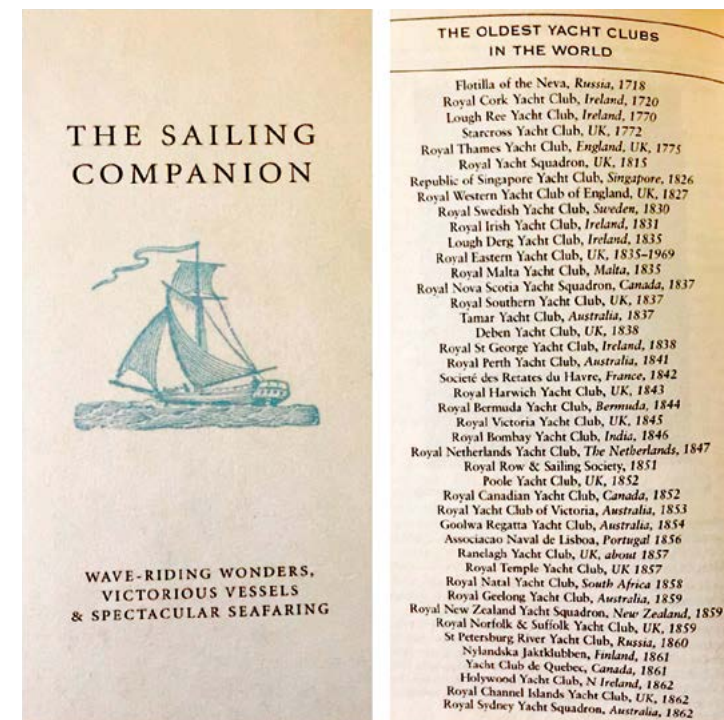 THE SAILING
COMPANION
WAVE-RIDING WONDERS,
VICTORIOUS VESSELS
& SPECTACULAR SEAFARING
THE OLDEST YACHT CLUBS
IN THE WORLD
Flotilla of the Neva, Russia, 1718
Royal Cork Yacht Club, Ireland, 1720
Lough Ree Yacht Club, Ireland, 1770
Starcross Yacht Club, UK, 1772
Royal Thames Yacht Club, England, UK, 1775
Royal Yacht Squadron, UK, 1815
Republic of Singapore Yacht Club, Singapore, 1826
Royal Western Yacht Club of England, UK, 1827
Royal Swedish Yacht Club, Sweden, 1830
Royal Irish Yacht Club, Ireland, 1831
Lough Derg Yacht Club, Ireland, 1835
Royal Eastern Yacht Club, UK, 1835–1969
Royal Malta Yacht Club, Malta, 1835
Royal Nova Scotia Yacht Squadron, Canada, 1837
Royal Southern Yacht Club, UK, 1837
Tamar Yacht Club, Australia, 1837
Deben Yacht Club, UK, 1838
Royal St George Yacht Club, Ireland, 1838
Royal Perth Yacht Club, Australia, 1841
Societé des Retates du Havre, France, 1842
Royal Harwich Yacht Club, UK, 1843
Royal Bermuda Yacht Club, Bermuda, 1844
Royal Victoria Yacht Club, UK, 1845
Royal Bombay Yacht Club, India, 1846
Royal Netherlands Yacht Club, The Netherlands, 1847
Royal Row & Sailing Society, 1851
Poole Yacht Club, UK, 1852
Royal Canadian Yacht Club, Canada, 1852
Royal Yacht Club of Victoria, Australia, 1853
Goolwa Regatta Yacht Club, Australia, 1854
Associacao Naval de Lisboa, Portugal 1856
Ranelagh Yacht Club, UK, about 1857
Royal Temple Yacht Club, UK 1857
Royal Natal Yacht Club, South Africa 1858
Royal Geelong Yacht Club, Australia, 1859
Royal New Zealand Yacht Squadron, New Zealand, 1859
Royal Norfolk & Suffolk Yacht Club, UK, 1859
St Petersburg River Yacht Club, Russia, 1860
Nylandska Jaktklubben, Finland, 1861
Yacht Club de Quebec, Canada, 1861
Holywood Yacht Club, N Ireland, 1862
Royal Channel Islands Yacht Club, UK, 1862
Royal Sydney Yacht Squadron, Australia, 1862